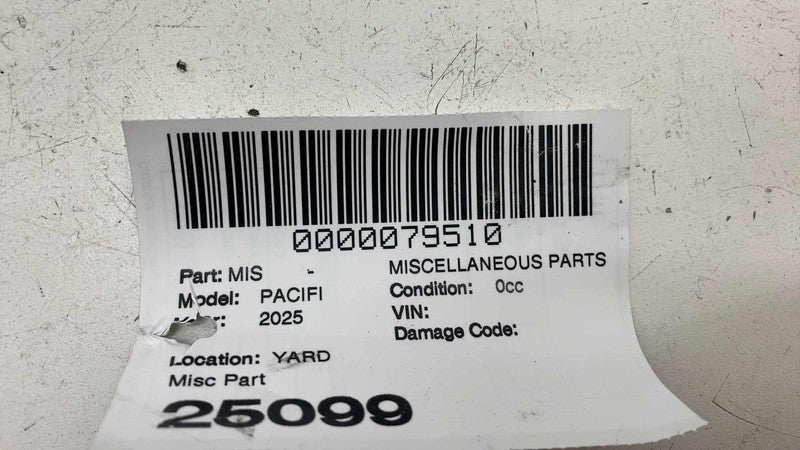 0000079510
Part: MIS - MISCELLANEOUS PARTS
Model: PACIFI Condition: 0cc
2025 VIN:
Damage Code:
Location: YARD
Misc Part
25099